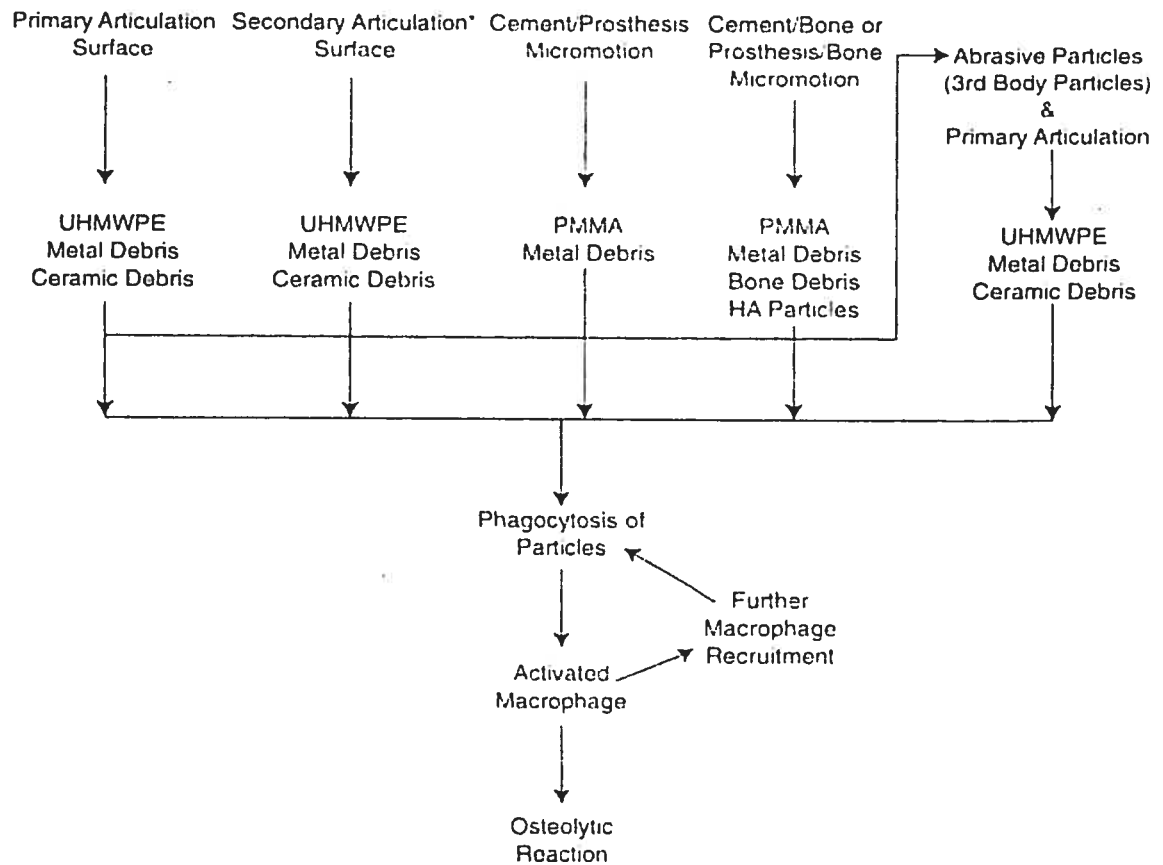 Primary Articulation
Surface
Secondary Articulation*
Surface
Cement/Prosthesis
Micromotion
Cement/Bone or
Prosthesis/Bone
Micromotion
Abrasive Particles
(3rd Body Particles)
&
Primary Articulation
UHMWPE
Metal Debris
Ceramic Debris
UHMWPE
Metal Debris
Ceramic Debris
PMMA
Metal Debris
PMMA
Metal Debris
Bone Debris
HA Particles
UHMWPE
Metal Debris
Ceramic Debris
Phagocytosis of
Particles
Further
Macrophage
Recruitment
Activated
Macrophage
Osteolytic
Reaction